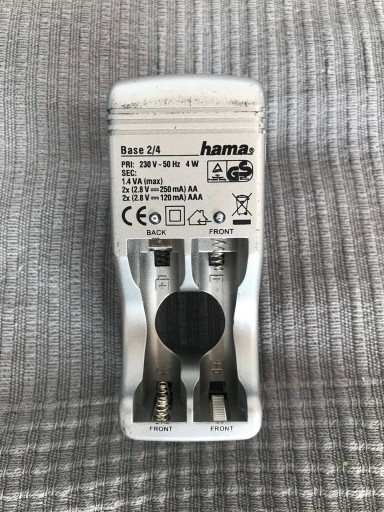 Base 2/4 hama®
PRI: 230 V - 50 Hz 4 W
SEC:
1.4 VA (max)
2x (2.8 V ⎓ 250 mA) AA
2x (2.8 V ⎓ 120 mA) AAA
CE
BACK FRONT
FRONT FRONT